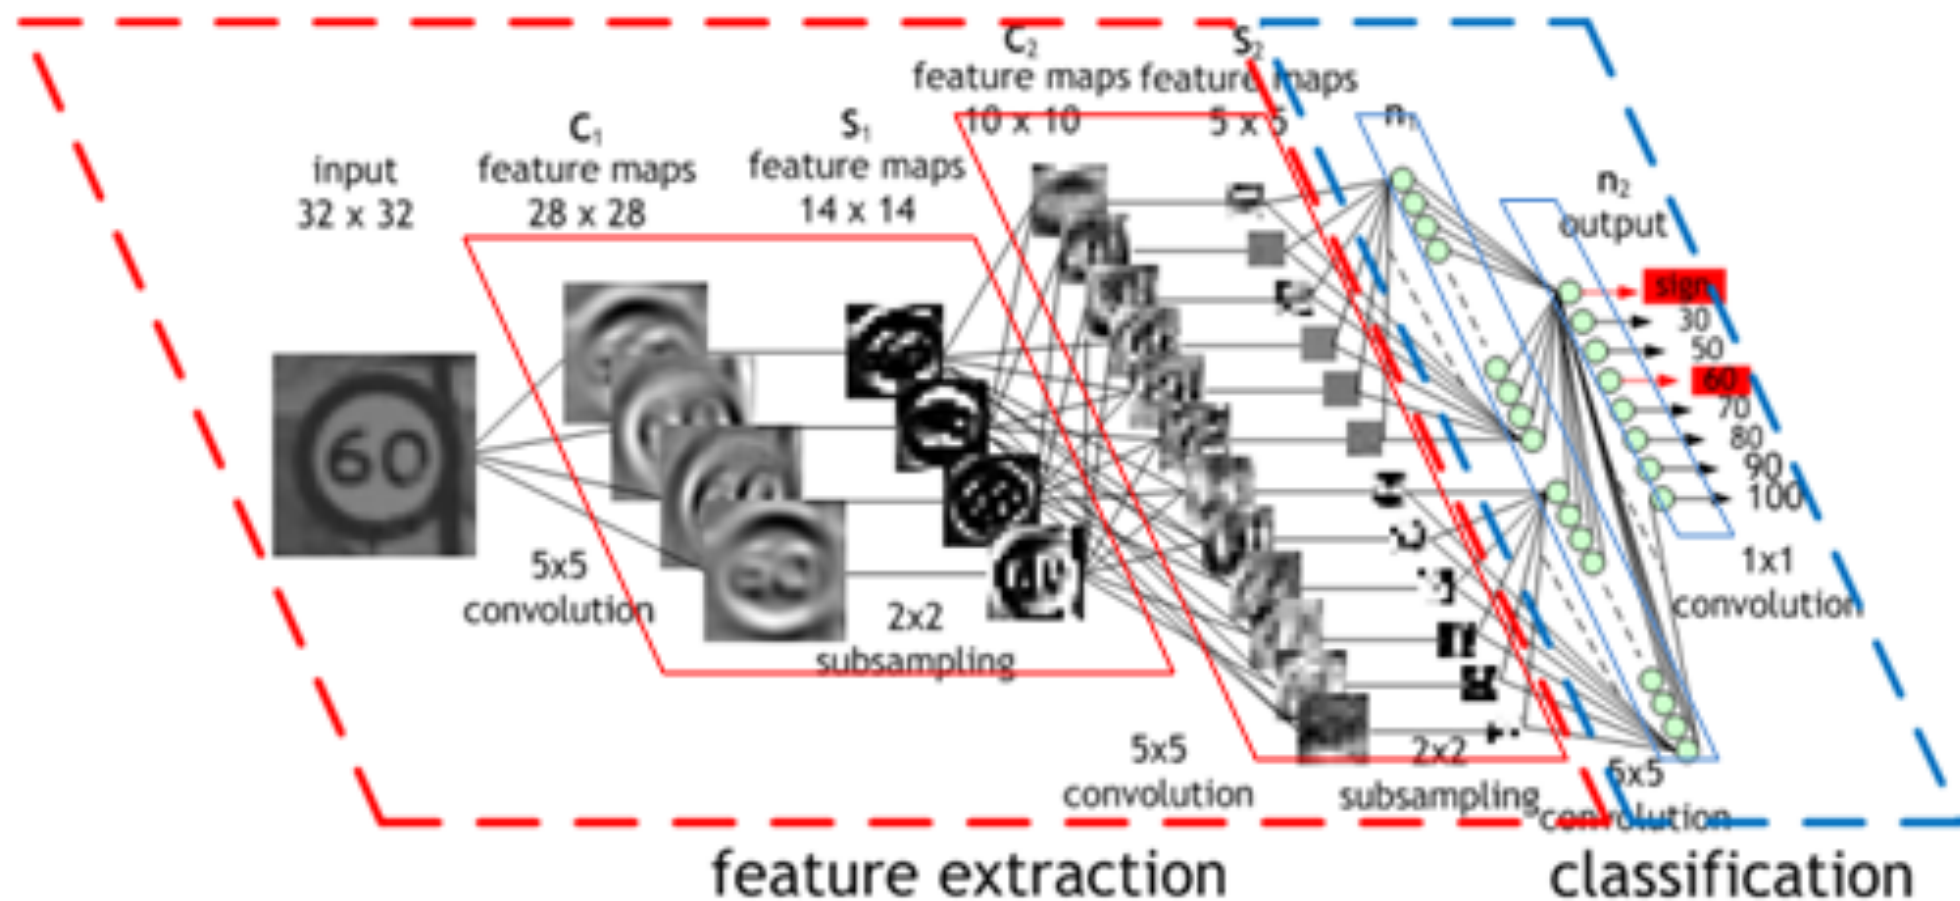 input
32 x 32
C1
feature maps
28 x 28
S1
feature maps
14 x 14
C2
feature maps
10 x 10
S2
feature maps
5 x 5
n1
n2
output
sign
30
50
60
70
80
90
100
60
5x5
convolution
2x2
subsampling
5x5
convolution
2x2
subsampling
5x5
convolution
1x1
convolution
feature extraction
classification